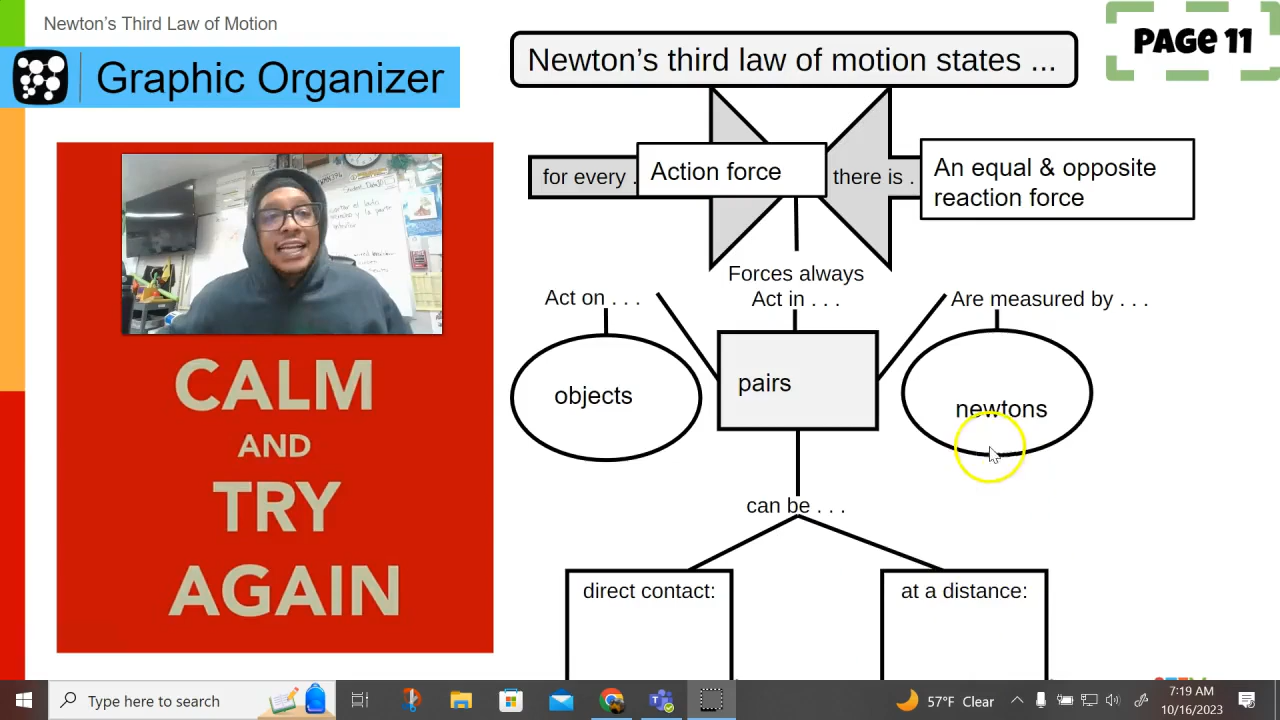 Newton's Third Law of Motion
Graphic Organizer
PAGE 11
Newton's third law of motion states ...
for every .
Action force
there is .
An equal & opposite
reaction force
Forces always
Act in . . .
Act on . . .
Are measured by . . .
objects
pairs
newtons
can be . . .
direct contact:
at a distance:
CALM
AND
TRY
AGAIN
Type here to search
57°F Clear
7:19 AM
10/16/2023